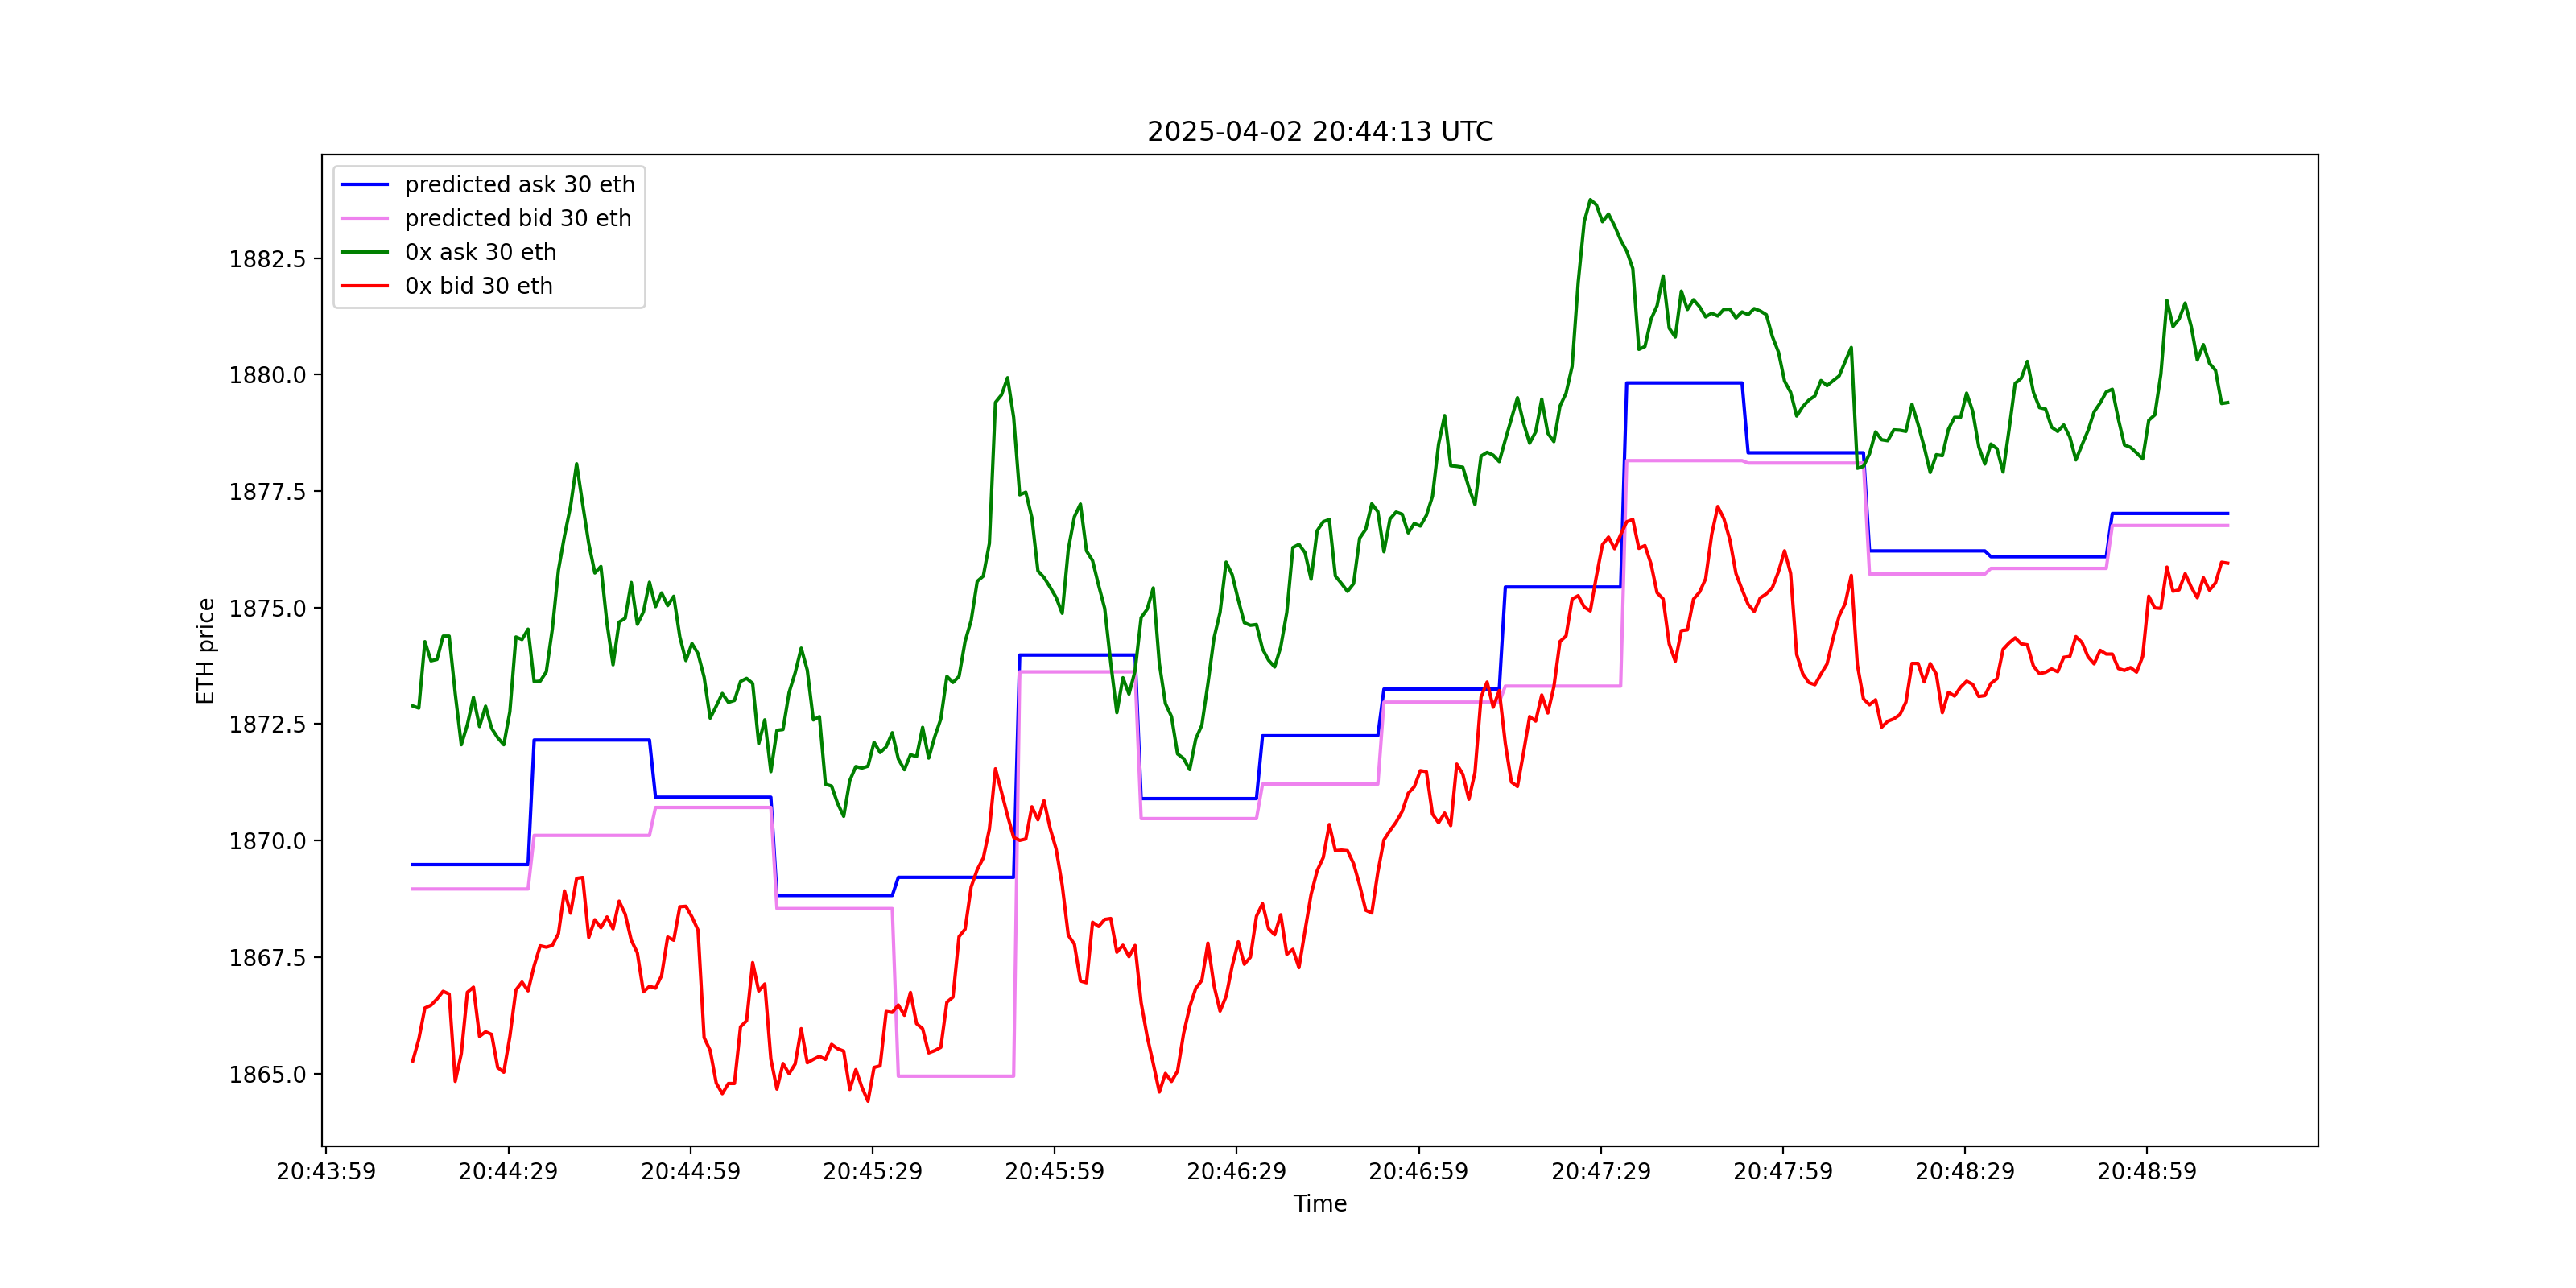 2025-04-02 20:44:13 UTC
predicted ask 30 eth
predicted bid 30 eth
0x ask 30 eth
0x bid 30 eth
1882.5
1880.0
1877.5
1875.0
1872.5
1870.0
1867.5
1865.0
ETH price
20:43:59 20:44:29 20:44:59 20:45:29 20:45:59 20:46:29 20:46:59 20:47:29 20:47:59 20:48:29 20:48:59
Time